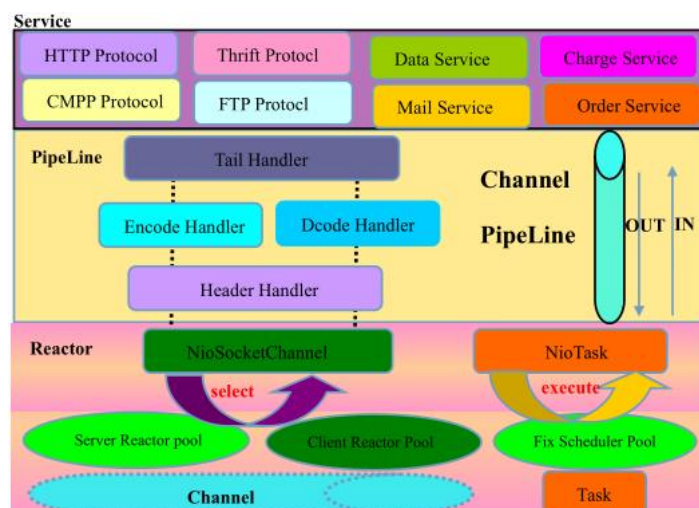 Service
HTTP Protocol
Thrift Protocl
Data Service
Charge Service
CMPP Protocol
FTP Protocl
Mail Service
Order Service
PipeLine
Tail Handler
Encode Handler
Dcode Handler
Header Handler
Channel
PipeLine
OUT
IN
Reactor
NioSocketChannel
NioTask
select
execute
Server Reactor pool
Client Reactor Pool
Fix Scheduler Pool
Channel
Task